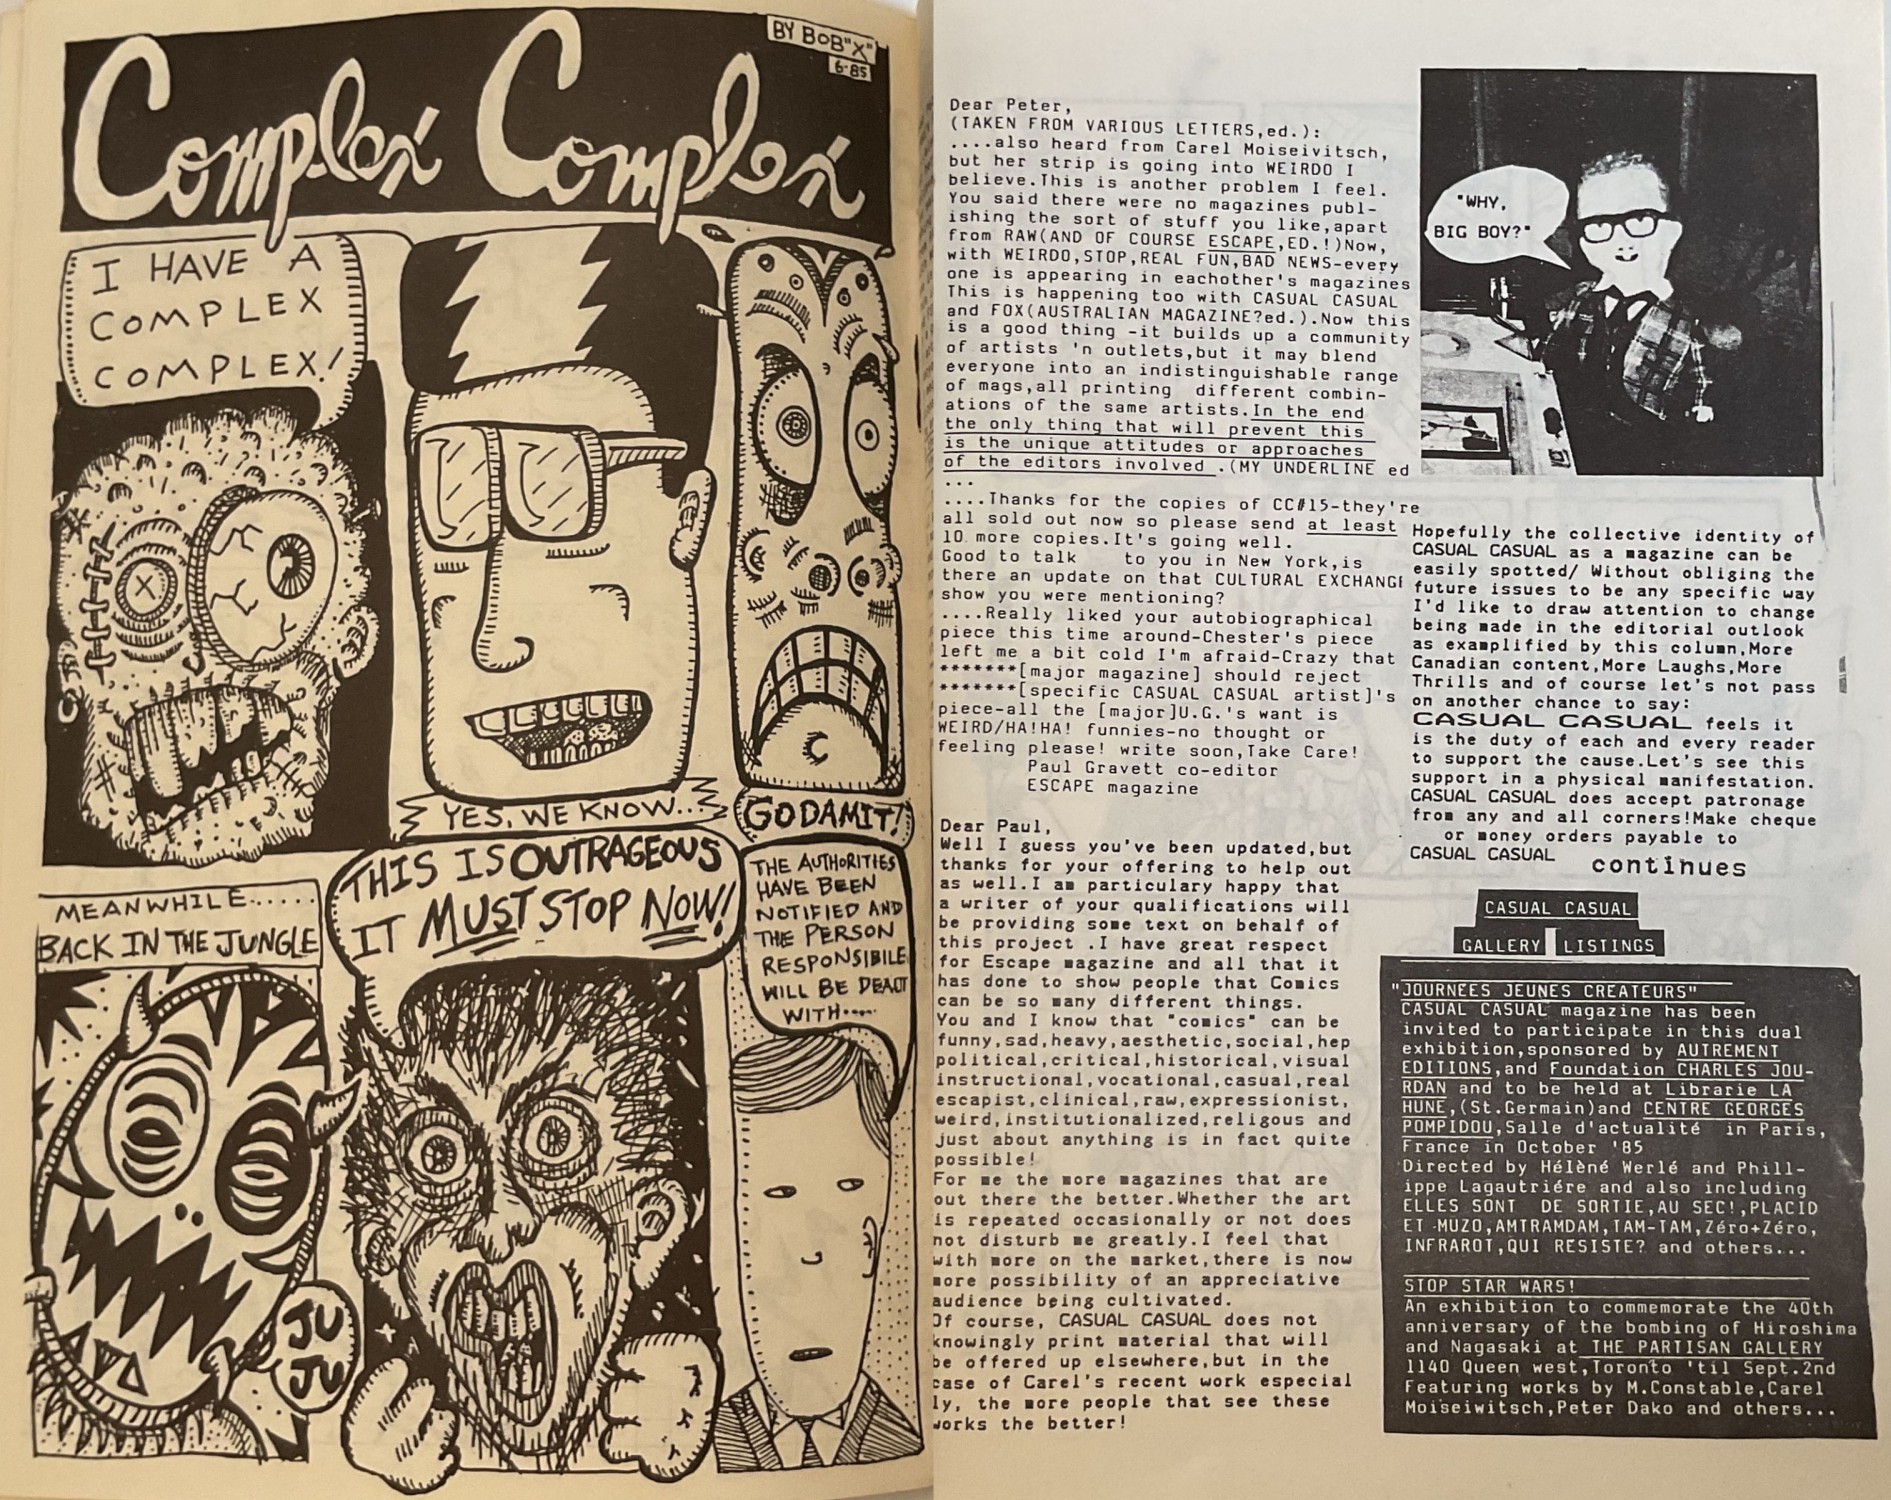 Complex Complex
BY BOB"X"
6-85
I HAVE A
COMPLEX
COMPLEX!
YES, WE KNOW...
GODAMIT!
MEANWHILE.....
BACK IN THE JUNGLE
JU
JU
THIS IS OUTRAGEOUS
IT MUST STOP NOW!
THE AUTHORITIES
HAVE BEEN
NOTIFIED AND
THE PERSON
RESPONSIBILE
WILL BE DEALT
WITH.....
Dear Peter,
(TAKEN FROM VARIOUS LETTERS,ed.):
....also heard from Carel Moiseivitsch,
but her strip is going into WEIRDO I
believe.This is another problem I feel.
You said there were no magazines publ-
ishing the sort of stuff you like,apart
from RAW(AND OF COURSE ESCAPE,ED.!)Now,
with WEIRDO,STOP,REAL FUN,BAD NEWS-every
one is appearing in eachother's magazines
This is happening too with CASUAL CASUAL
and FOX(AUSTRALIAN MAGAZINE?ed.).Now this
is a good thing -it builds up a community
of artists 'n outlets,but it may blend
everyone into an indistinguishable range
of mags,all printing different combin-
ations of the same artists.In the end
the only thing that will prevent this
is the unique attitudes or approaches
of the editors involved .(MY UNDERLINE ed
...
....Thanks for the copies of CC#15-they're
all sold out now so please send at least
10 more copies.It's going well.
Good to talk to you in New York,is
there an update on that CULTURAL EXCHANGE
show you were mentioning?
....Really liked your autobiographical
piece this time around-Chester's piece
left me a bit cold I'm afraid-Crazy that
*******[major magazine] should reject
*******[specific CASUAL CASUAL artist]'s
piece-all the [major]U.G.'s want is
WEIRD/HA!HA! funnies-no thought or
feeling please! write soon,Take Care!
Paul Gravett co-editor
ESCAPE magazine
Dear Paul,
Well I guess you've been updated,but
thanks for your offering to help out
as well.I am particulary happy that
a writer of your qualifications will
be providing some text on behalf of
this project .I have great respect
for Escape magazine and all that it
has done to show people that Comics
can be so many different things.
You and I know that "comics" can be
funny,sad,heavy,aesthetic,social,hep
political,critical,historical,visual
instructional,vocational,casual,real
escapist,clinical,raw,expressionist,
weird,institutionalized,religous and
just about anything is in fact quite
possible!
For me the more magazines that are
out there the better.Whether the art
is repeated occasionally or not does
not disturb me greatly.I feel that
with more on the market,there is now
more possibility of an appreciative
audience being cultivated.
Of course, CASUAL CASUAL does not
knowingly print material that will
be offered up elsewhere,but in the
case of Carel's recent work especial
ly, the more people that see these
works the better!
"WHY,
BIG BOY?"
Hopefully the collective identity of
CASUAL CASUAL as a magazine can be
easily spotted/ Without obliging the
future issues to be any specific way
I'd like to draw attention to change
being made in the editorial outlook
as examplified by this column,More
Canadian content,More Laughs,More
Thrills and of course let's not pass
on another chance to say:
CASUAL CASUAL feels it
is the duty of each and every reader
to support the cause.Let's see this
support in a physical manifestation.
CASUAL CASUAL does accept patronage
from any and all corners!Make cheque
or money orders payable to
CASUAL CASUAL continues
CASUAL CASUAL
GALLERY LISTINGS
"JOURNEES JEUNES CREATEURS"
CASUAL CASUAL magazine has been
invited to participate in this dual
exhibition,sponsored by AUTREMENT
EDITIONS,and Foundation CHARLES JOU-
RDAN and to be held at Librarie LA
HUNE,(St.Germain)and CENTRE GEORGES
POMPIDOU,Salle d'actualité in Paris,
France in October '85
Directed by Hélèné Werlé and Phill-
ippe Lagautriére and also including
ELLES SONT DE SORTIE,AU SEC!,PLACID
ET MUZO,AMTRAMDAM,TAM-TAM,Zéro+Zéro,
INFRAROT,QUI RESISTE? and others...
STOP STAR WARS!
An exhibition to commemorate the 40th
anniversary of the bombing of Hiroshima
and Nagasaki at THE PARTISAN GALLERY
1140 Queen west,Toronto 'til Sept.2nd
Featuring works by M.Constable,Carel
Moiseiwitsch,Peter Dako and others...